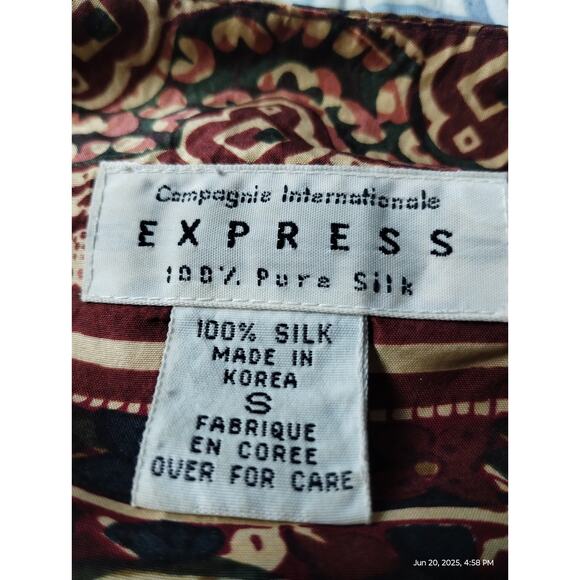 Compagnie Internationale
EXPRESS
100% Pure Silk
100% SILK
MADE IN
KOREA
S
FABRIQUE
EN COREE
OVER FOR CARE
Jun 20, 2025, 4:58 PM